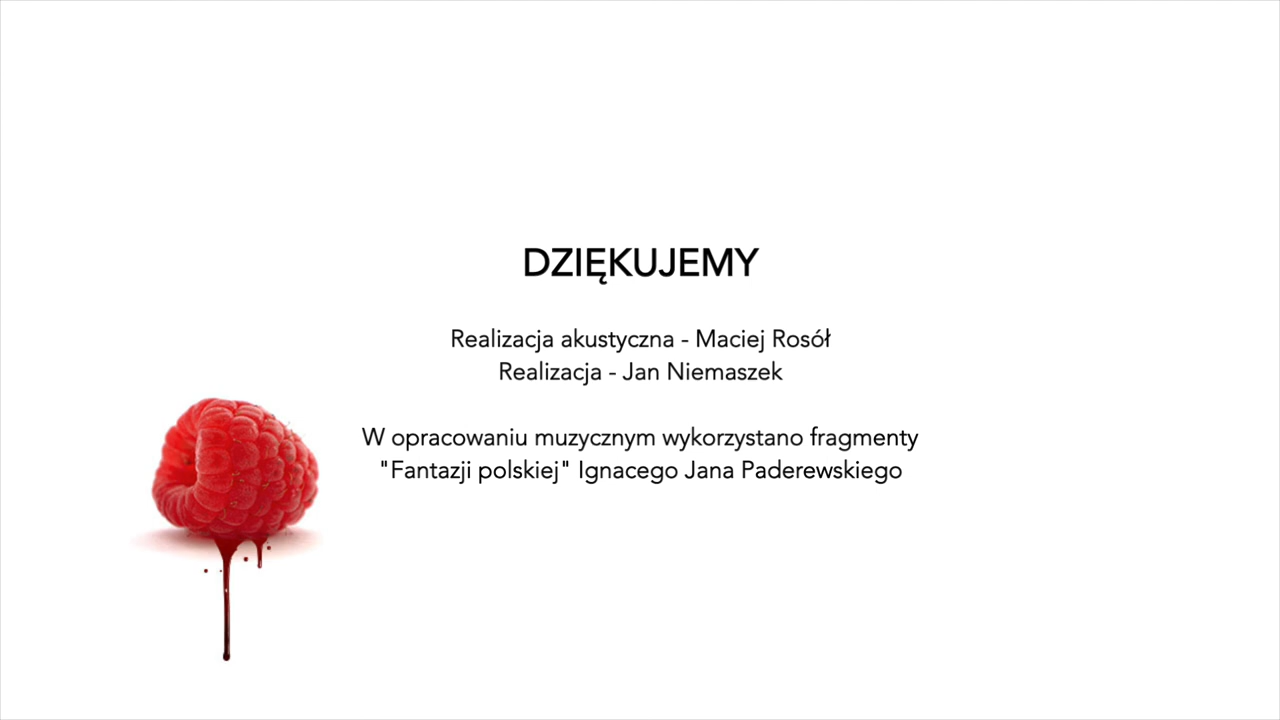 DZIĘKUJEMY
Realizacja akustyczna - Maciej Rosół
Realizacja - Jan Niemaszek
W opracowaniu muzycznym wykorzystano fragmenty
"Fantazji polskiej" Ignacego Jana Paderewskiego